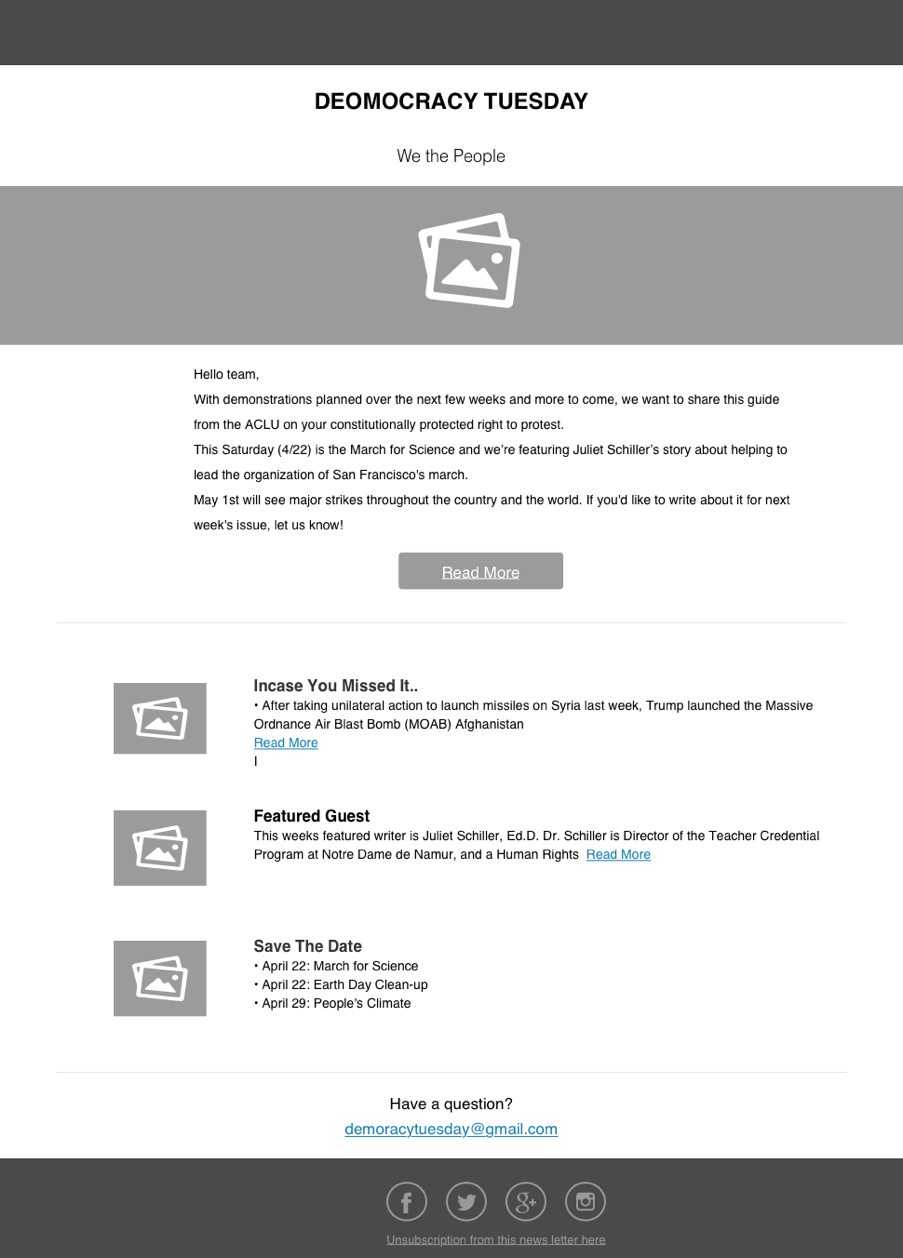 DEOMOCRACY TUESDAY
We the People
Hello team,
With demonstrations planned over the next few weeks and more to come, we want to share this guide
from the ACLU on your constitutionally protected right to protest.
This Saturday (4/22) is the March for Science and we're featuring Juliet Schiller's story about helping to
lead the organization of San Francisco's march.
May 1st will see major strikes throughout the country and the world. If you'd like to write about it for next
week's issue, let us know!
Read More
Incase You Missed It..
• After taking unilateral action to launch missiles on Syria last week, Trump launched the Massive
Ordnance Air Blast Bomb (MOAB) Afghanistan
Read More
I
Featured Guest
This weeks featured writer is Juliet Schiller, Ed.D. Dr. Schiller is Director of the Teacher Credential
Program at Notre Dame de Namur, and a Human Rights Read More
Save The Date
• April 22: March for Science
• April 22: Earth Day Clean-up
• April 29: People's Climate
Have a question?
demoracytuesday@gmail.com
Unsubscription from this news letter here